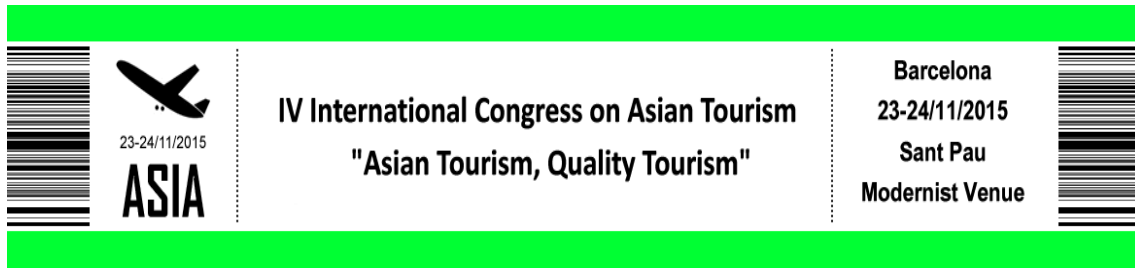 23-24/11/2015
ASIA
IV International Congress on Asian Tourism
"Asian Tourism, Quality Tourism"
Barcelona
23-24/11/2015
Sant Pau
Modernist Venue